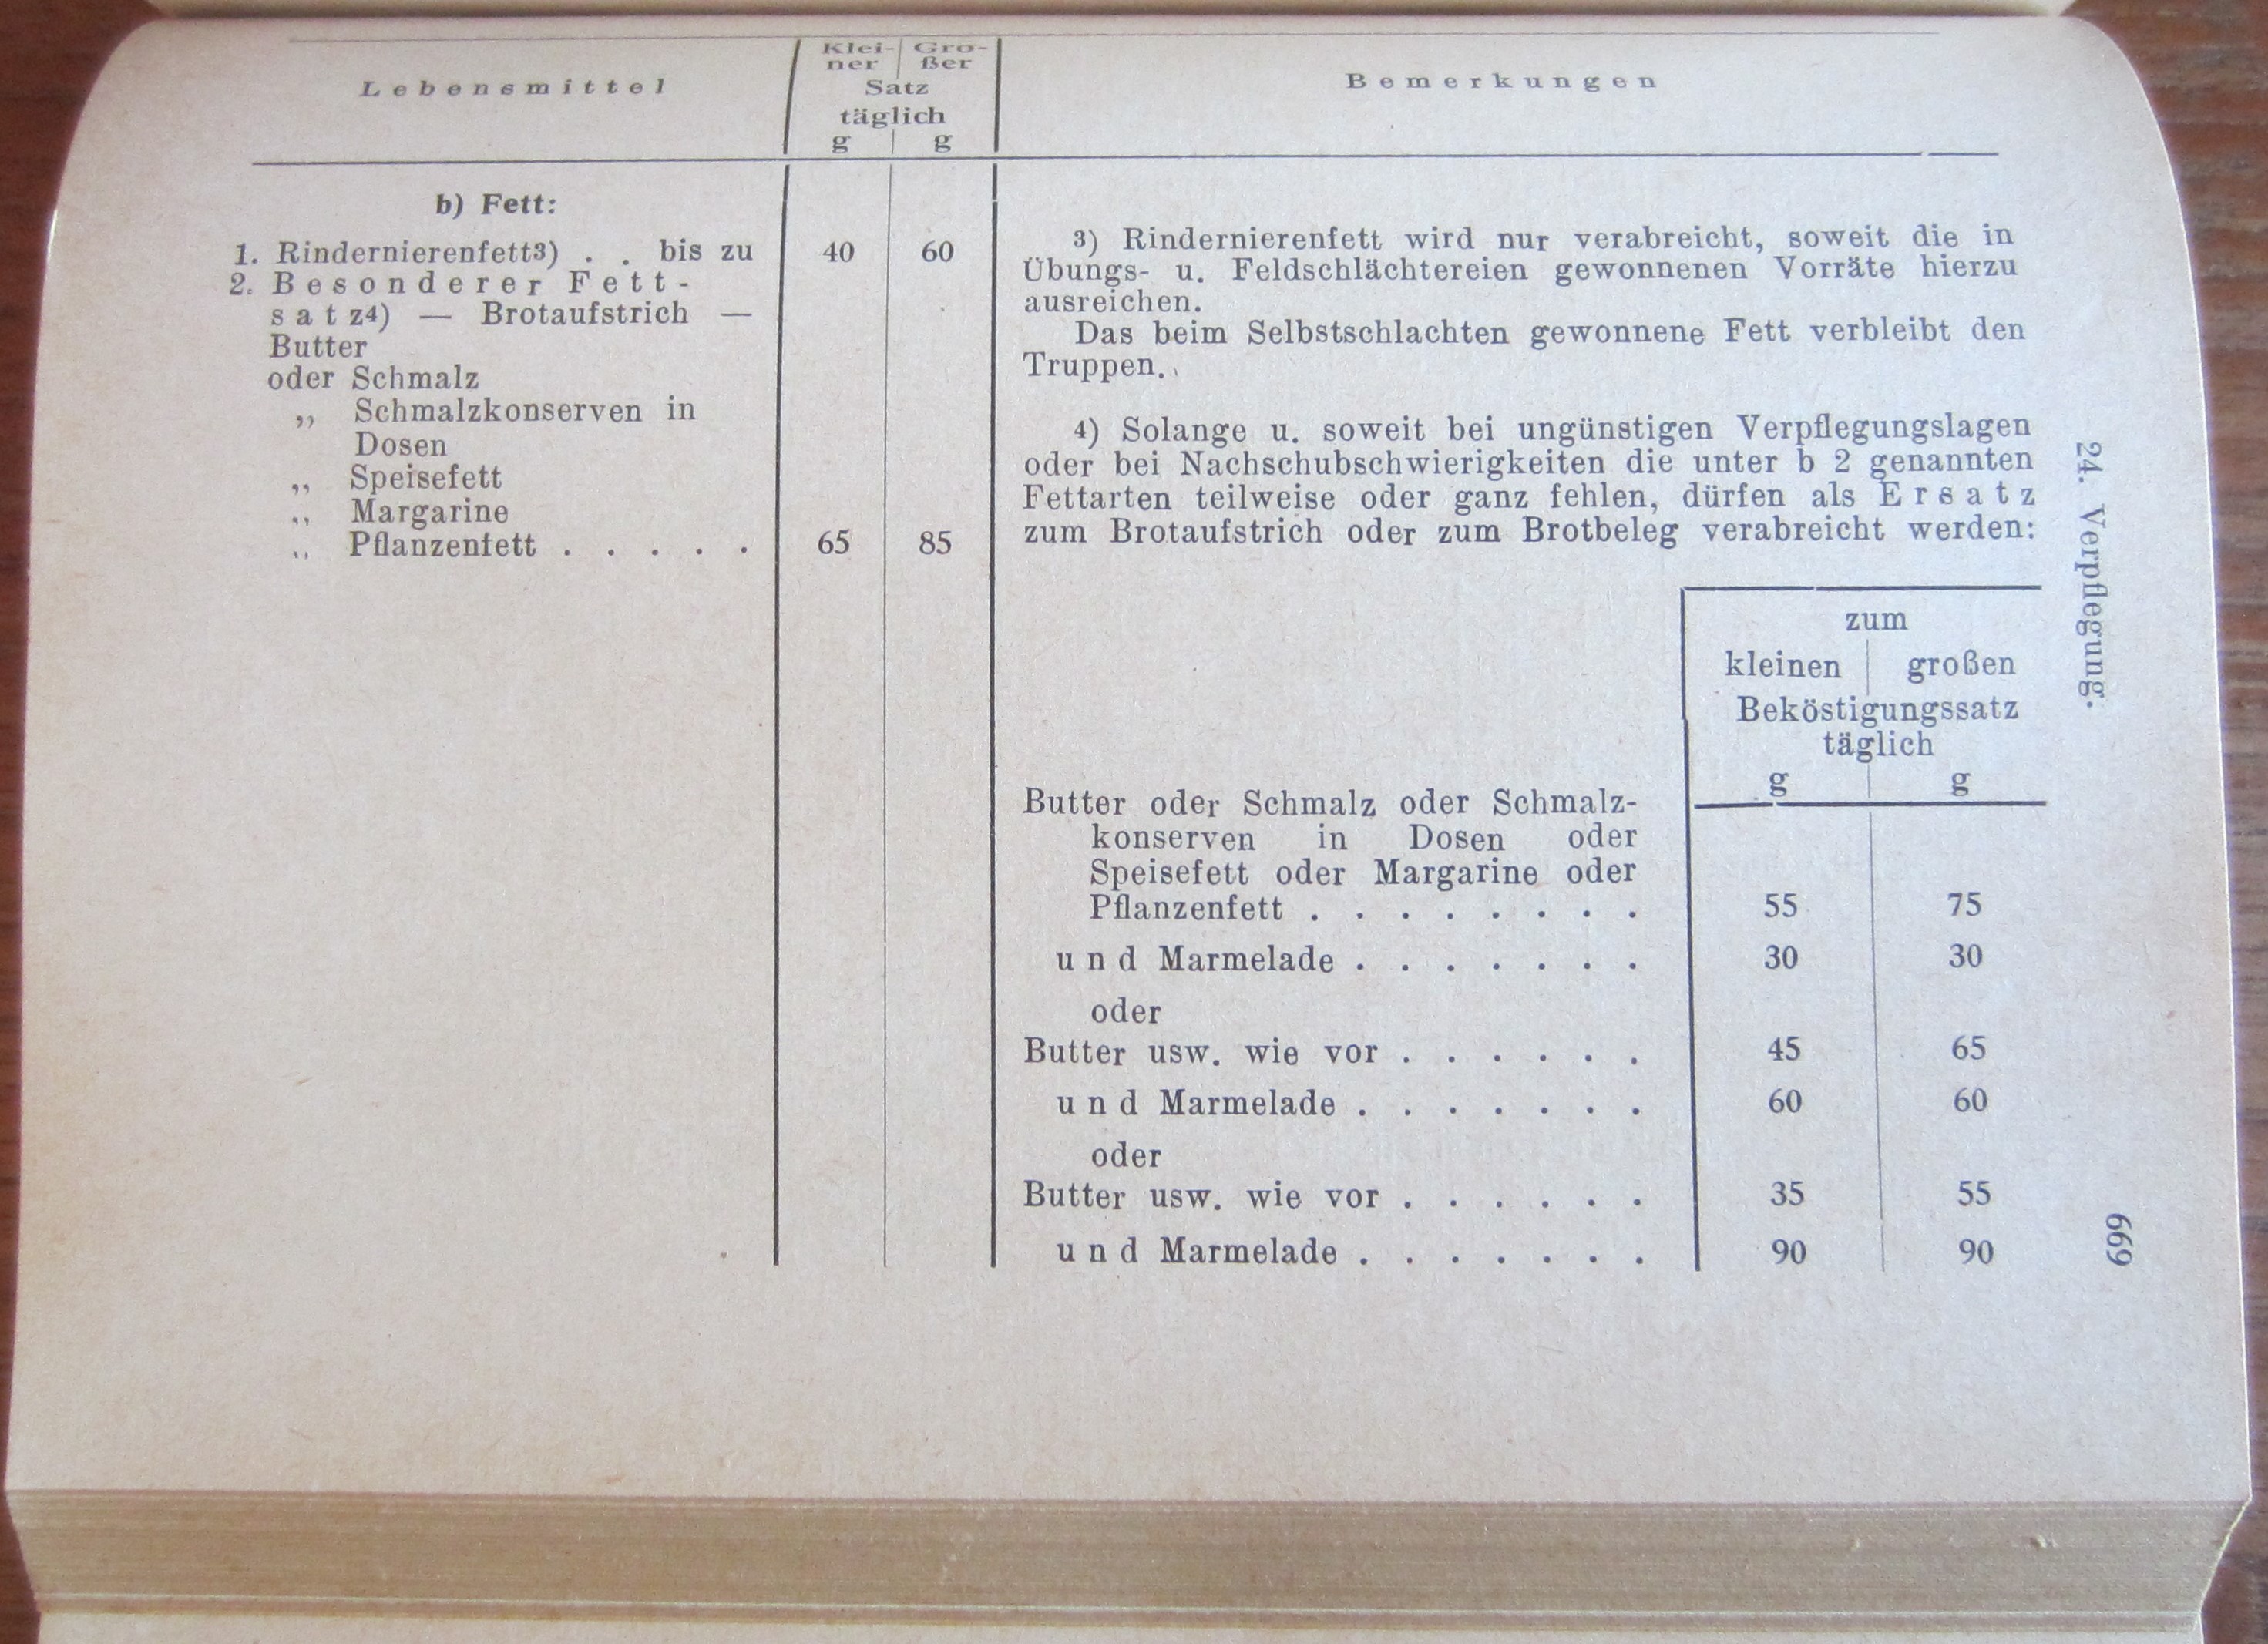 Lebensmittel
Klei- Gro-
ner ßer
Satz
täglich
g g
Bemerkungen
b) Fett:
1. Rindernierenfett3) . . bis zu 40 60
2. Besonderer Fett-
satz4) — Brotaufstrich —
Butter
oder Schmalz
„ Schmalzkonserven in
Dosen
„ Speisefett
„ Margarine
„ Pflanzenfett . . . . . 65 85
3) Rindernierenfett wird nur verabreicht, soweit die in
Übungs- u. Feldschlächtereien gewonnenen Vorräte hierzu
ausreichen.
Das beim Selbstschlachten gewonnene Fett verbleibt den
Truppen.
4) Solange u. soweit bei ungünstigen Verpflegungslagen
oder bei Nachschubschwierigkeiten die unter b 2 genannten
Fettarten teilweise oder ganz fehlen, dürfen als Ersatz
zum Brotaufstrich oder zum Brotbeleg verabreicht werden:
zum
kleinen großen
Beköstigungssatz
täglich
g g
Butter oder Schmalz oder Schmalz-
konserven in Dosen oder
Speisefett oder Margarine oder
Pflanzenfett . . . . . . . . 55 75
und Marmelade . . . . . . . 30 30
oder
Butter usw. wie vor . . . . . . 45 65
und Marmelade . . . . . . . 60 60
oder
Butter usw. wie vor . . . . . . 35 55
und Marmelade . . . . . . . 90 90
24. Verpflegung.
669